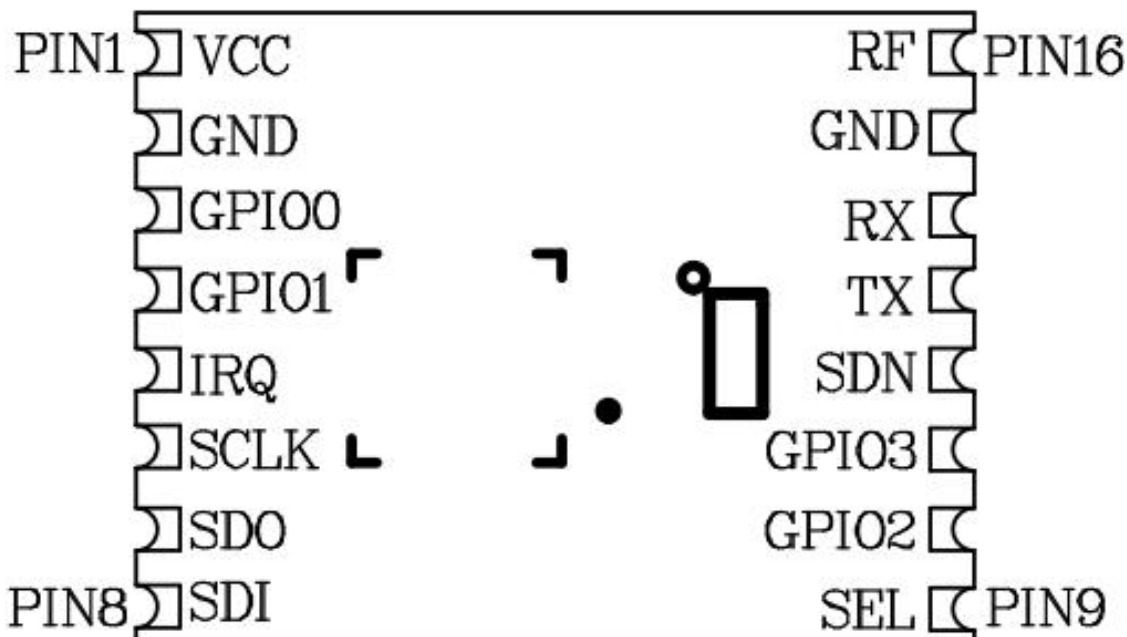 PIN1 VCC RF PIN16
GND GND
GPIO0 RX
GPIO1 TX
IRQ SDN
SCLK GPIO3
SDO GPIO2
PIN8 SDI SEL PIN9